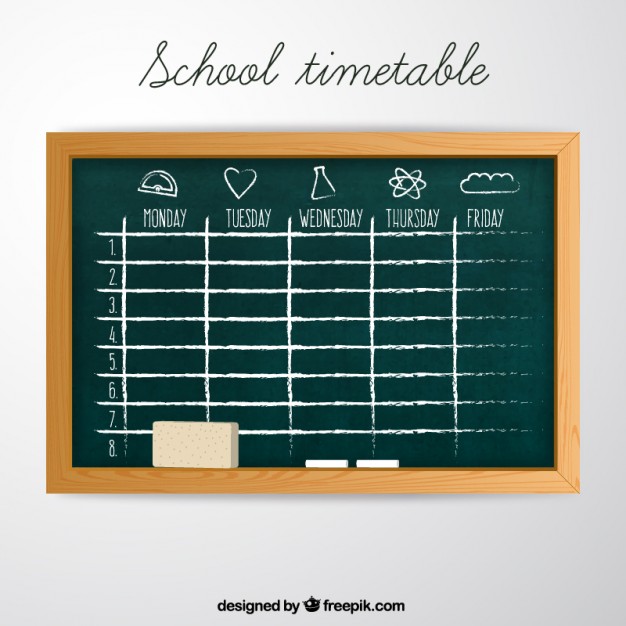 School timetable
MONDAY TUESDAY WEDNESDAY THURSDAY FRIDAY
1.
2.
3.
4.
5.
6.
7.
8.
designed by freepik.com